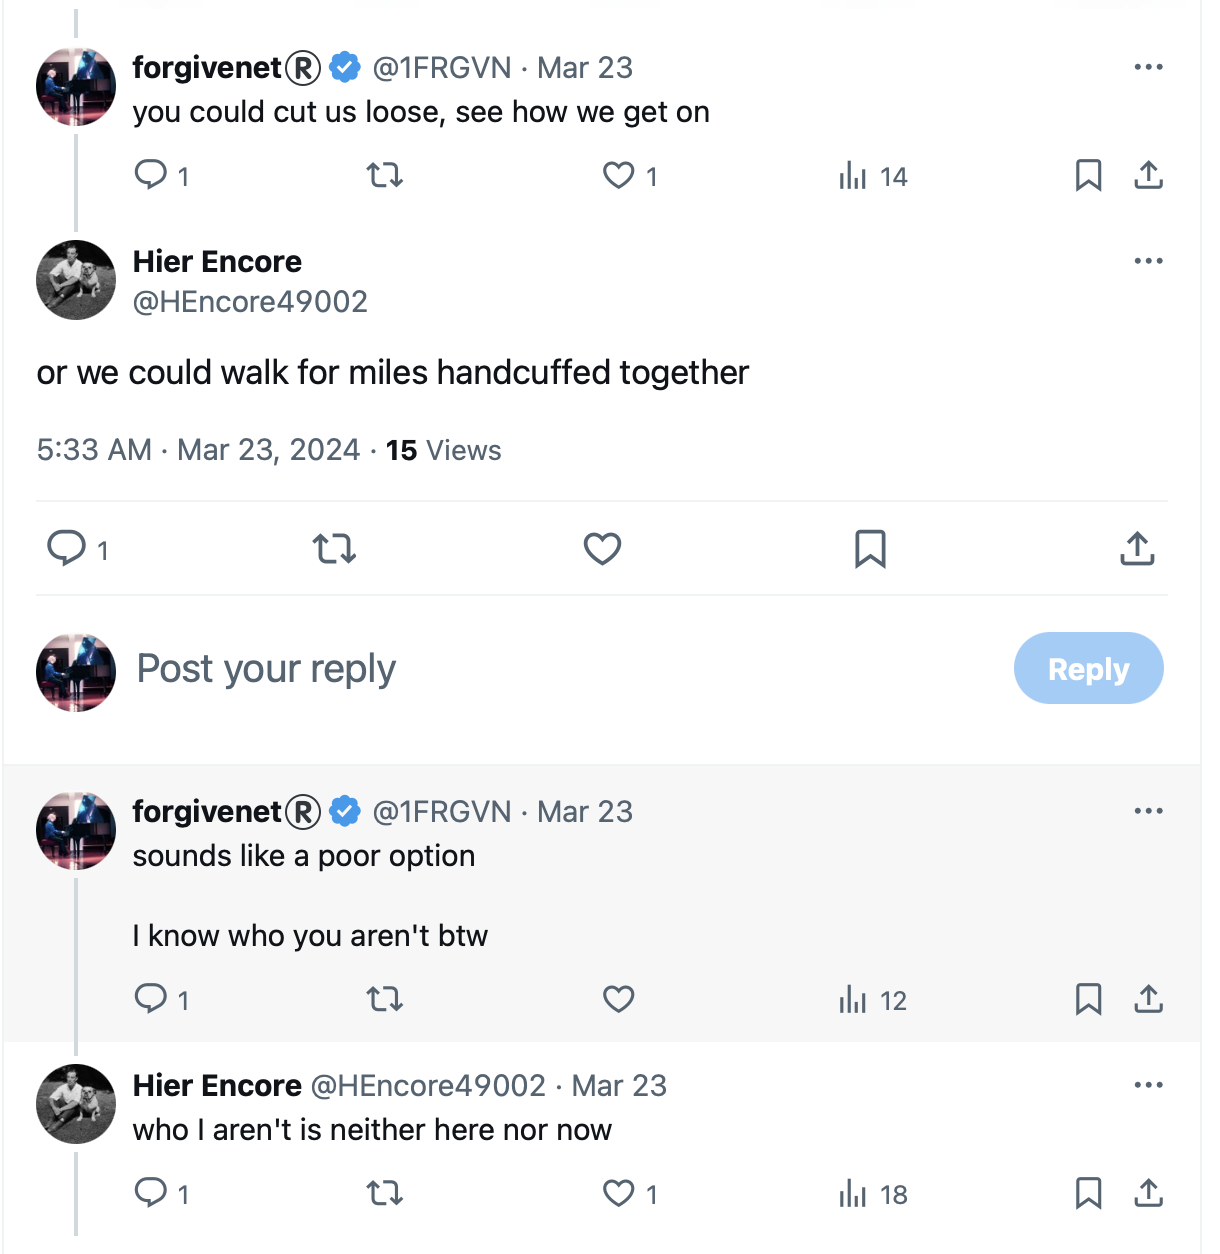 forgivenetⓇ @1FRGVN · Mar 23
you could cut us loose, see how we get on
1 1 14
Hier Encore
@HEncore49002
or we could walk for miles handcuffed together
5:33 AM · Mar 23, 2024 · 15 Views
1
Post your reply Reply
forgivenetⓇ @1FRGVN · Mar 23
sounds like a poor option
I know who you aren't btw
1 12
Hier Encore @HEncore49002 · Mar 23
who I aren't is neither here nor now
1 1 18